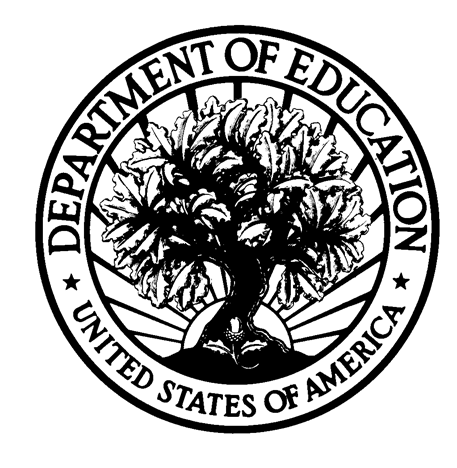 DEPARTMENT OF EDUCATION
UNITED STATES OF AMERICA